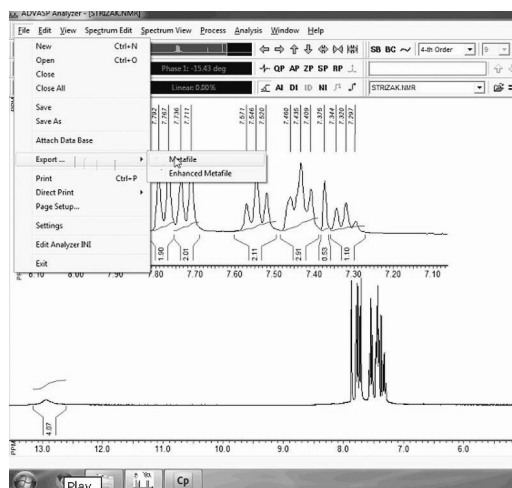 ADVASP Analyzer - [STRIZAK.NMR]
File Edit View Spectrum Edit Spectrum View Process Analysis Window Help
New Ctrl+N
Open Ctrl+O
Close
Close All
Save
Save As
Attach Data Base
Export ...
Print Ctrl+P
Direct Print
Page Setup...
Settings
Edit Analyzer INI
Exit
Metafile
Enhanced Metafile
SB BC 4-th Order 9
Phase 1: -15.43 deg QP AP ZP SP RP
Linear: 0.00% AI DI ID NI STRIZAK.NMR
PPM
7.792 7.767 7.736 7.711 7.571 7.546 7.520 7.460 7.435 7.409 7.375 7.344 7.320 7.297
1.90 2.01 2.11 2.91 0.53 1.10
8.10 8.00 7.90 7.80 7.70 7.60 7.50 7.40 7.30 7.20 7.10
4.07
PPM 13.0 12.0 11.0 10.0 9.0 8.0 7.0 6.0
Play
Cp